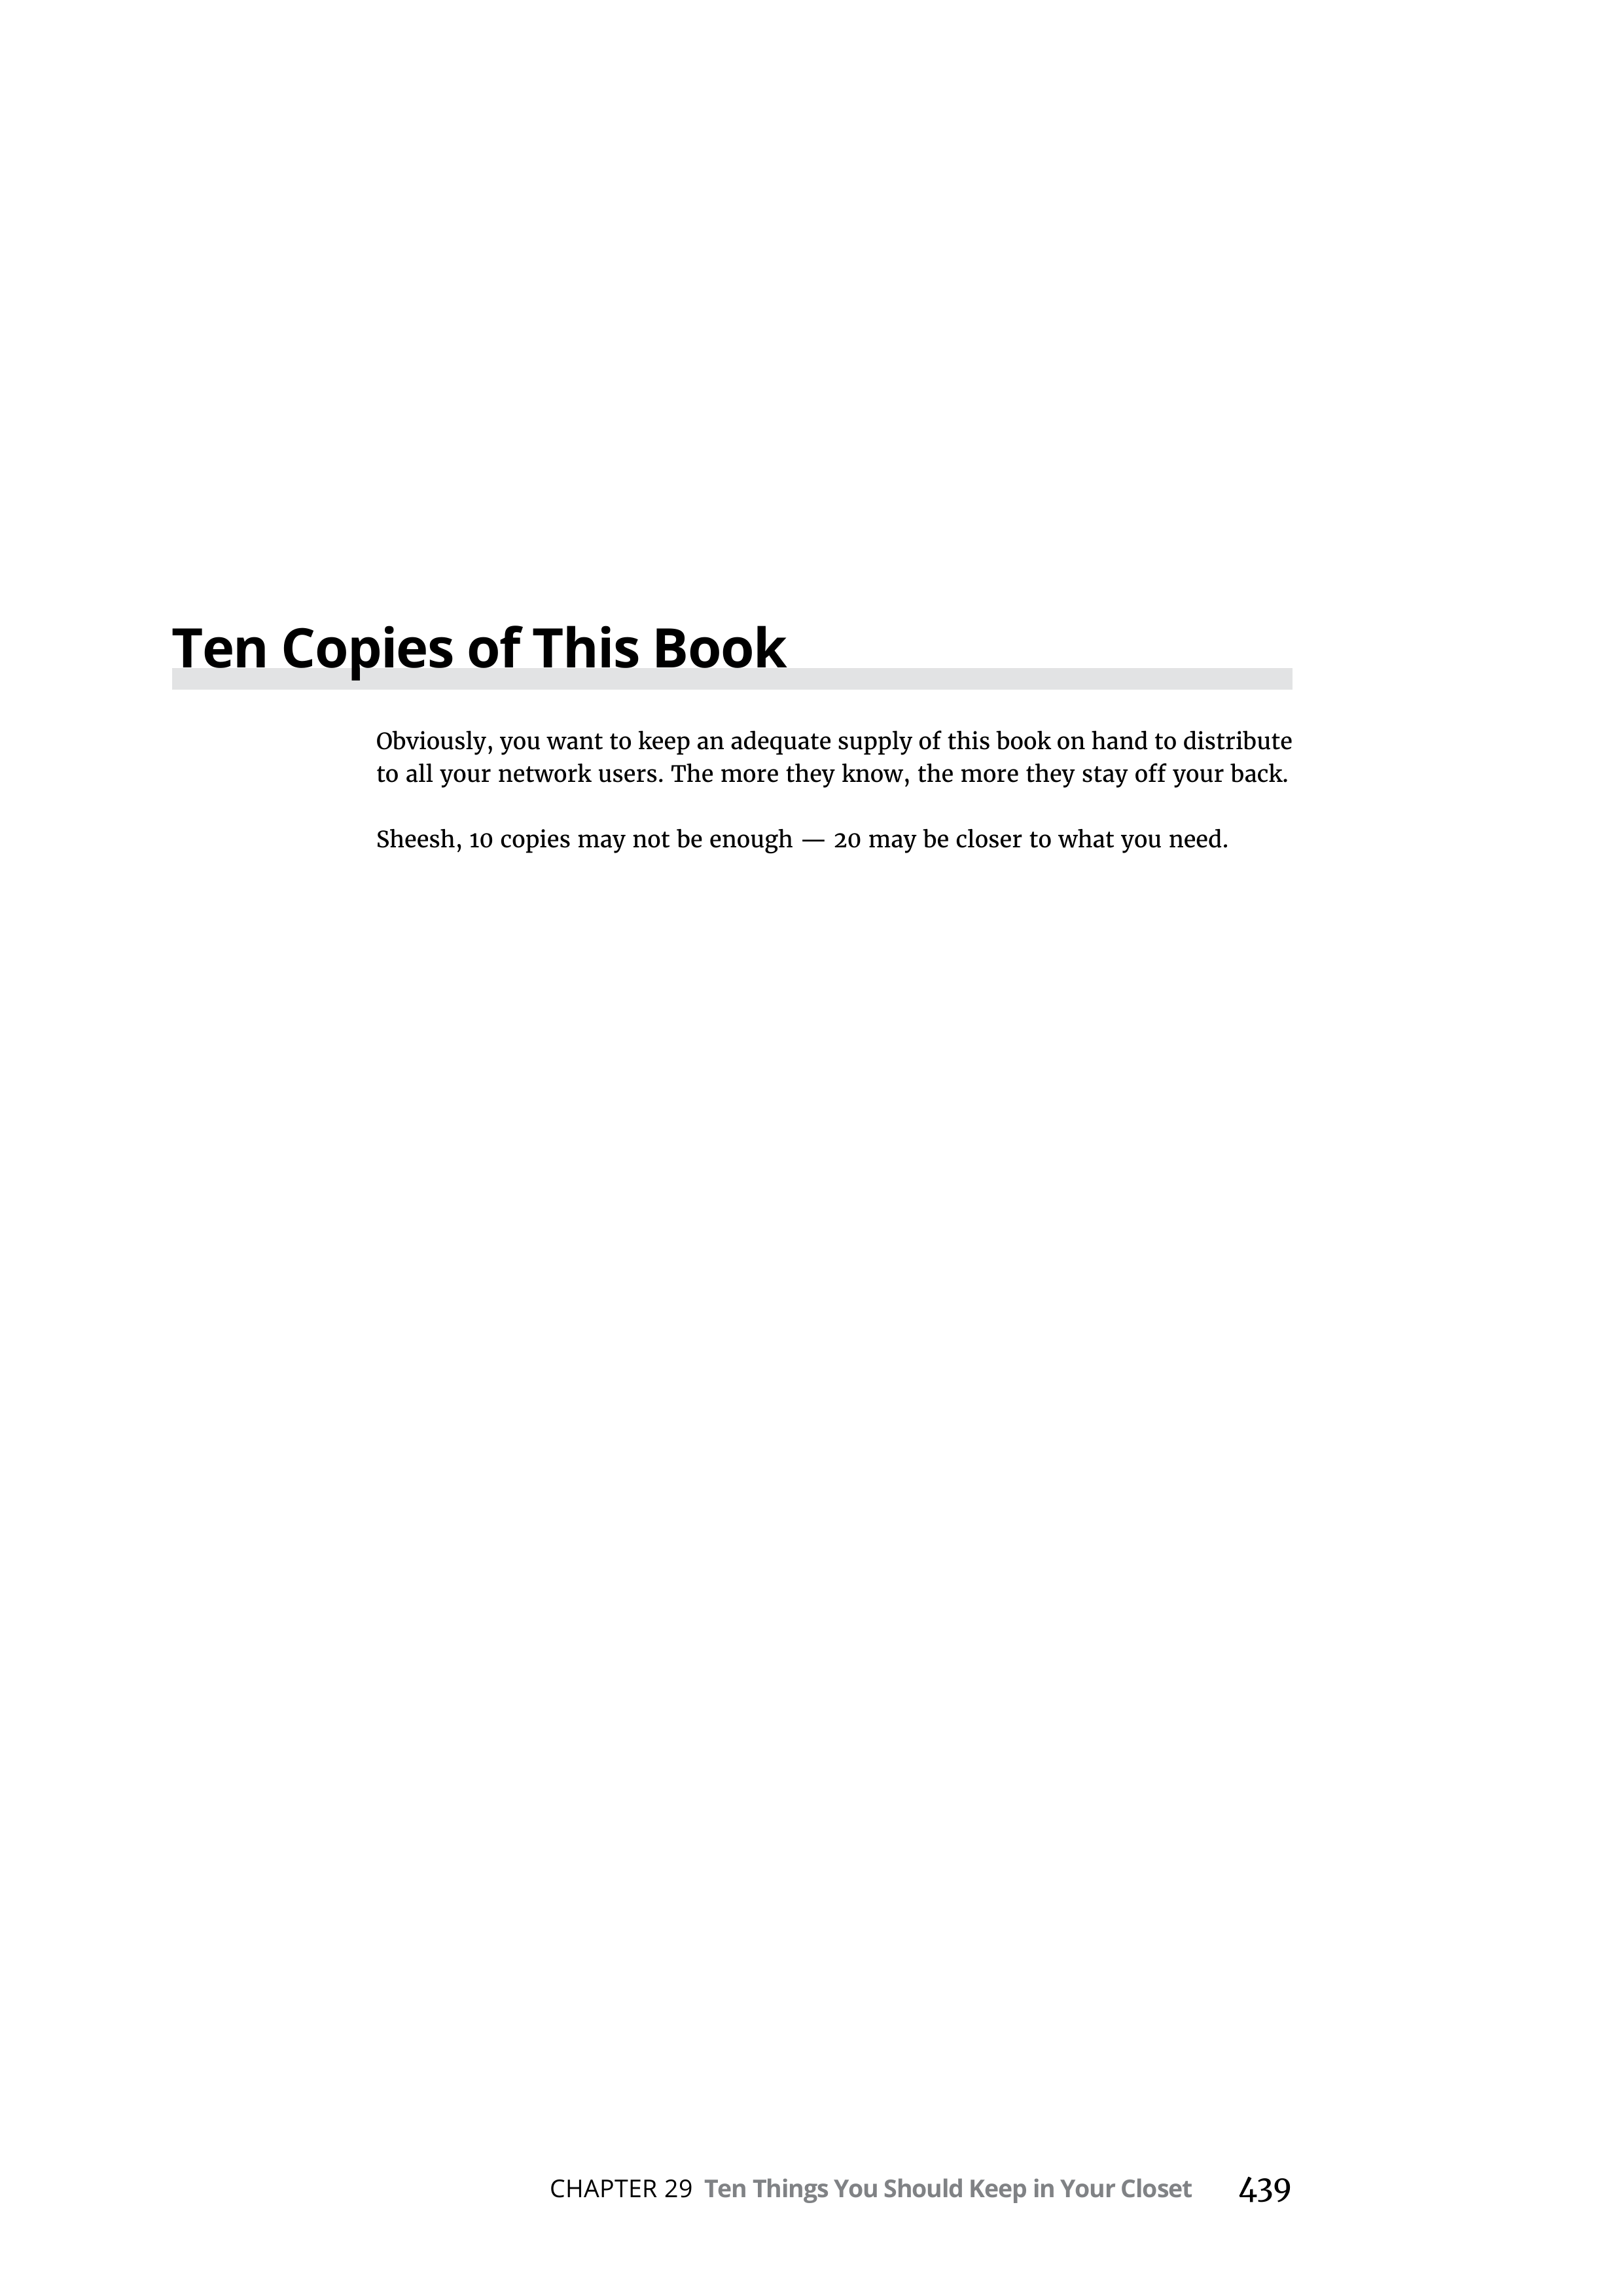 Ten Copies of This Book
Obviously, you want to keep an adequate supply of this book on hand to distribute
to all your network users. The more they know, the more they stay off your back.
Sheesh, 10 copies may not be enough — 20 may be closer to what you need.
CHAPTER 29 Ten Things You Should Keep in Your Closet 439